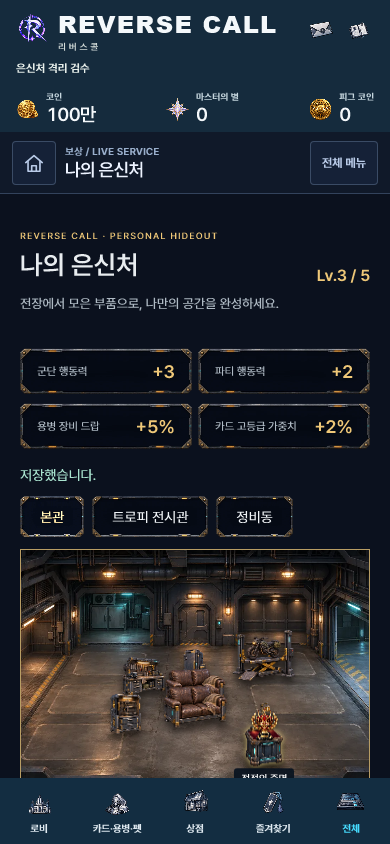 REVERSE CALL
리버스콜
은신처 격리 검수
코인
100만
마스터의 별
0
피그 코인
0
보상 / LIVE SERVICE
나의 은신처
전체 메뉴
REVERSE CALL · PERSONAL HIDEOUT
나의 은신처
Lv.3 / 5
전장에서 모은 부품으로, 나만의 공간을 완성하세요.
군단 행동력
+3
파티 행동력
+2
용병 장비 드랍
+5%
카드 고등급 가중치
+2%
저장했습니다.
본관
트로피 전시관
정비동
로비
카드·용병·펫
상점
즐겨찾기
전체